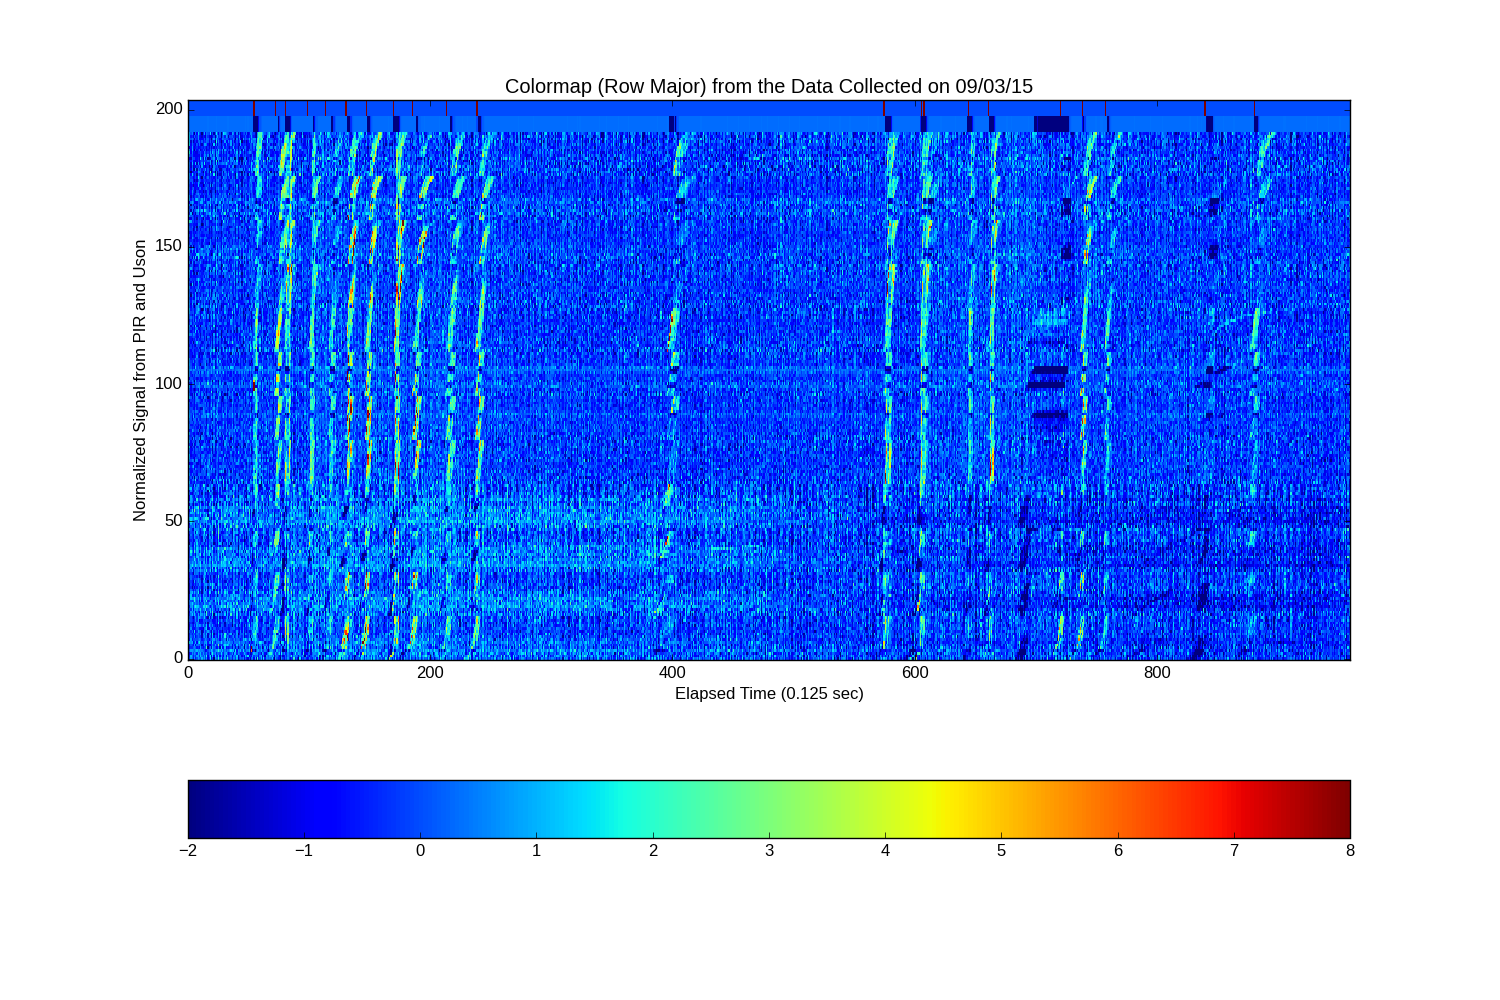 Colormap (Row Major) from the Data Collected on 09/03/15
Normalized Signal from PIR and Uson
200
150
100
50
0
0 200 400 600 800
Elapsed Time (0.125 sec)
−2 −1 0 1 2 3 4 5 6 7 8